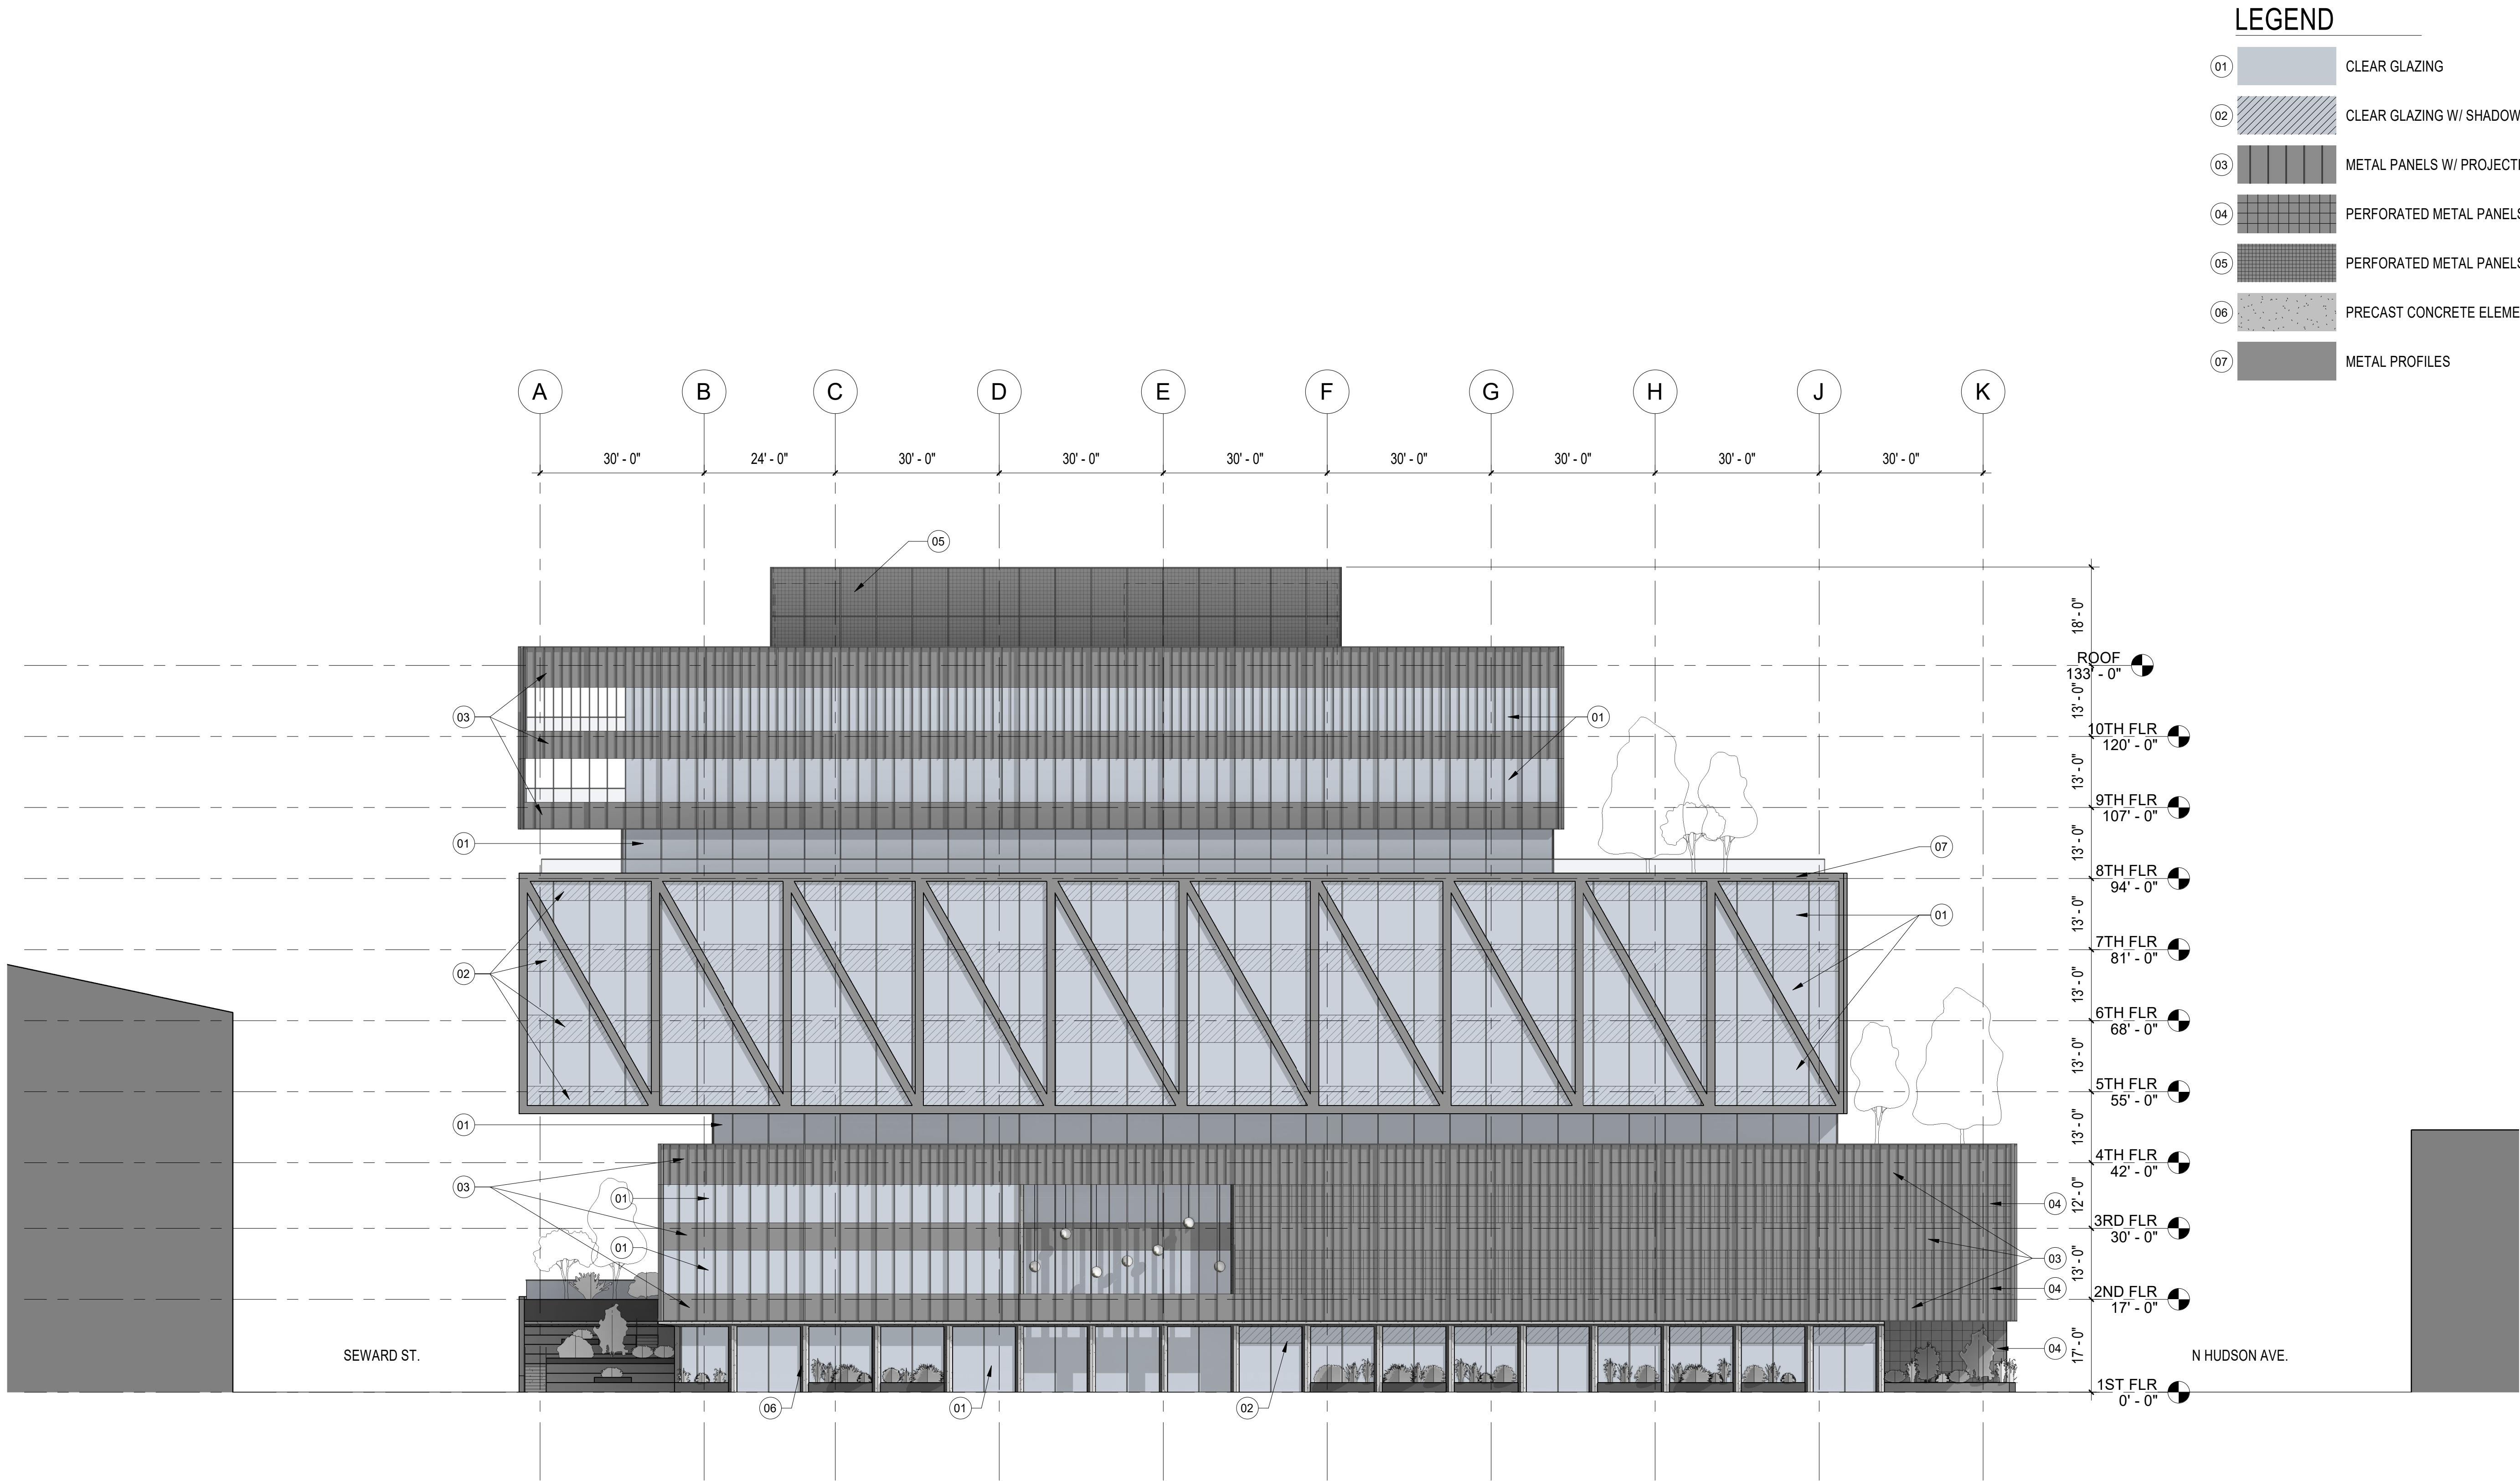 LEGEND
01 CLEAR GLAZING
02 CLEAR GLAZING W/ SHADOW
03 METAL PANELS W/
04 PERFORATED METAL PANELS
05 PERFORATED METAL PANELS
06 PRECAST CONCRETE
07 METAL PROFILES
A B C D E F G H J K
30' - 0" 24' - 0" 30' - 0" 30' - 0" 30' - 0" 30' - 0" 30' - 0" 30' - 0" 30' - 0"
05
18' - 0"
ROOF
133' - 0"
13' - 0"
03
01
10TH FLR
120' - 0"
13' - 0"
9TH FLR
107' - 0"
01
13' - 0"
07
8TH FLR
94' - 0"
01
13' - 0"
7TH FLR
81' - 0"
02
13' - 0"
6TH FLR
68' - 0"
13' - 0"
5TH FLR
55' - 0"
01
13' - 0"
4TH FLR
42' - 0"
03
01
04
12' - 0"
3RD FLR
30' - 0"
01
03
13' - 0"
04
2ND FLR
17' - 0"
SEWARD ST.
17' - 0"
04
N HUDSON AVE.
1ST FLR
0' - 0"
06
01
02